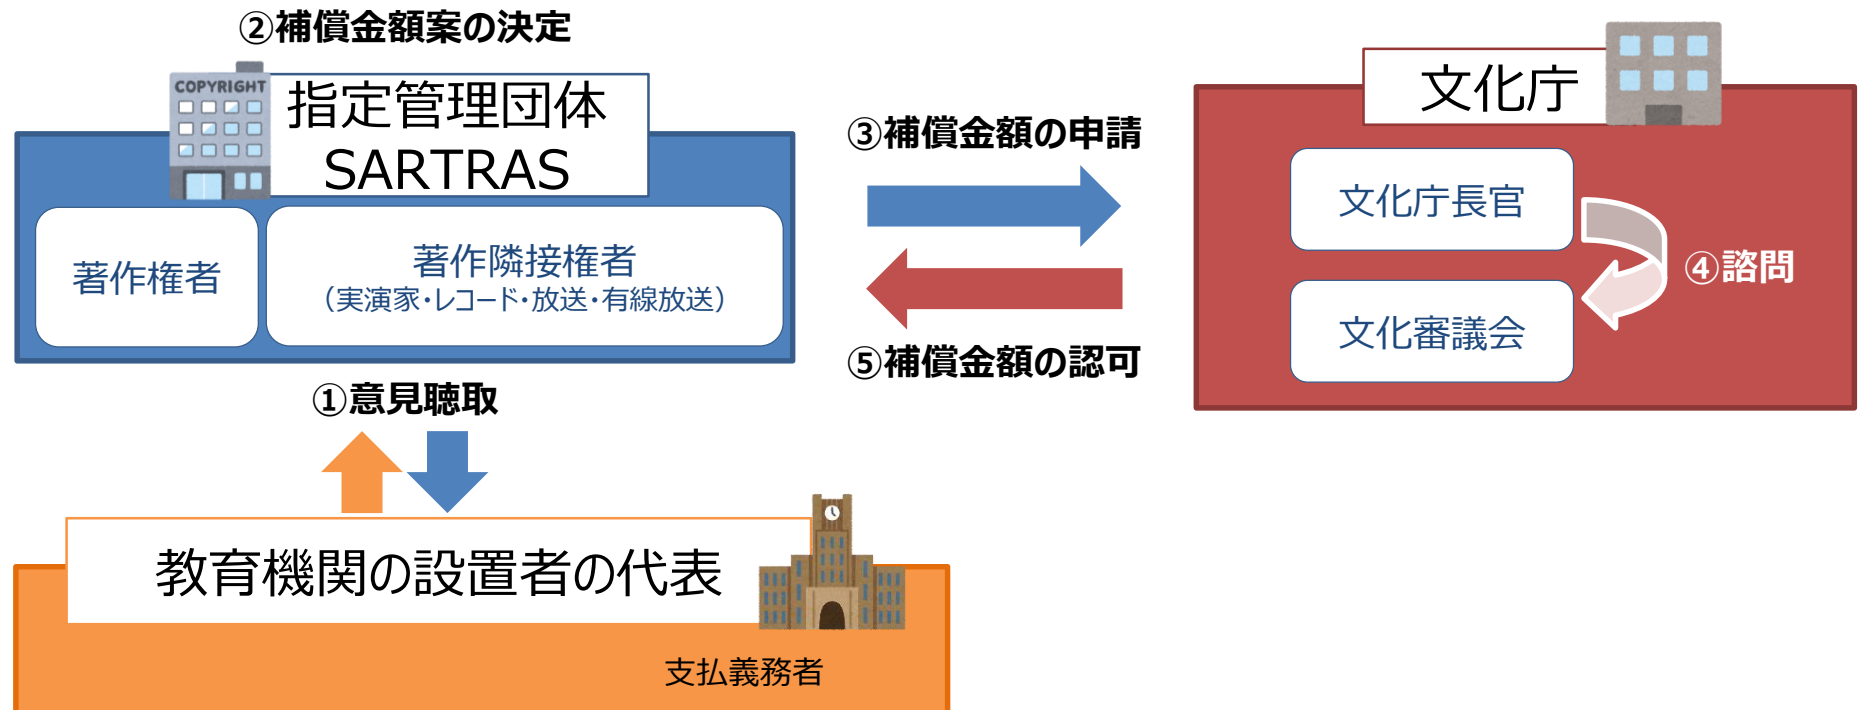 ②補償金額案の決定
COPYRIGHT
指定管理団体
SARTRAS
著作権者
著作隣接権者
（実演家・レコード・放送・有線放送）
③補償金額の申請
⑤補償金額の認可
文化庁
文化庁長官
④諮問
文化審議会
①意見聴取
教育機関の設置者の代表
支払義務者